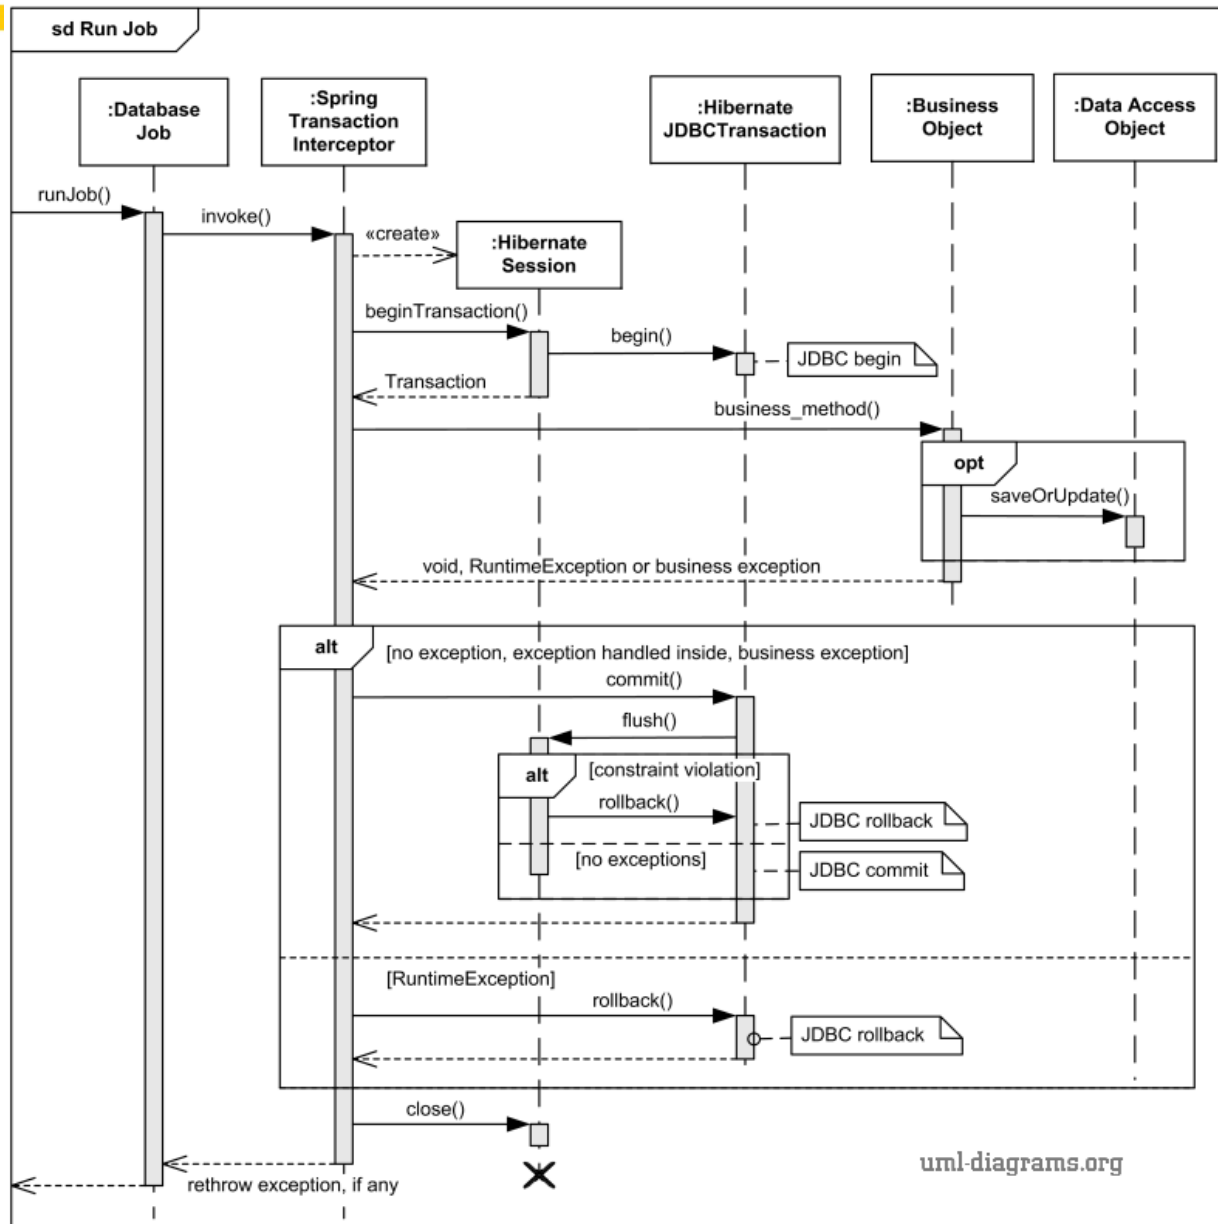 sd Run Job
:Database
Job
:Spring
Transaction
Interceptor
:Hibernate
JDBCTransaction
:Business
Object
:Data Access
Object
runJob()
invoke()
«create»
:Hibernate
Session
beginTransaction()
begin()
JDBC begin
Transaction
business_method()
opt
saveOrUpdate()
void, RuntimeException or business exception
alt
[no exception, exception handled inside, business exception]
commit()
flush()
alt
[constraint violation]
rollback()
JDBC rollback
[no exceptions]
JDBC commit
[RuntimeException]
rollback()
JDBC rollback
close()
rethrow exception, if any
uml-diagrams.org